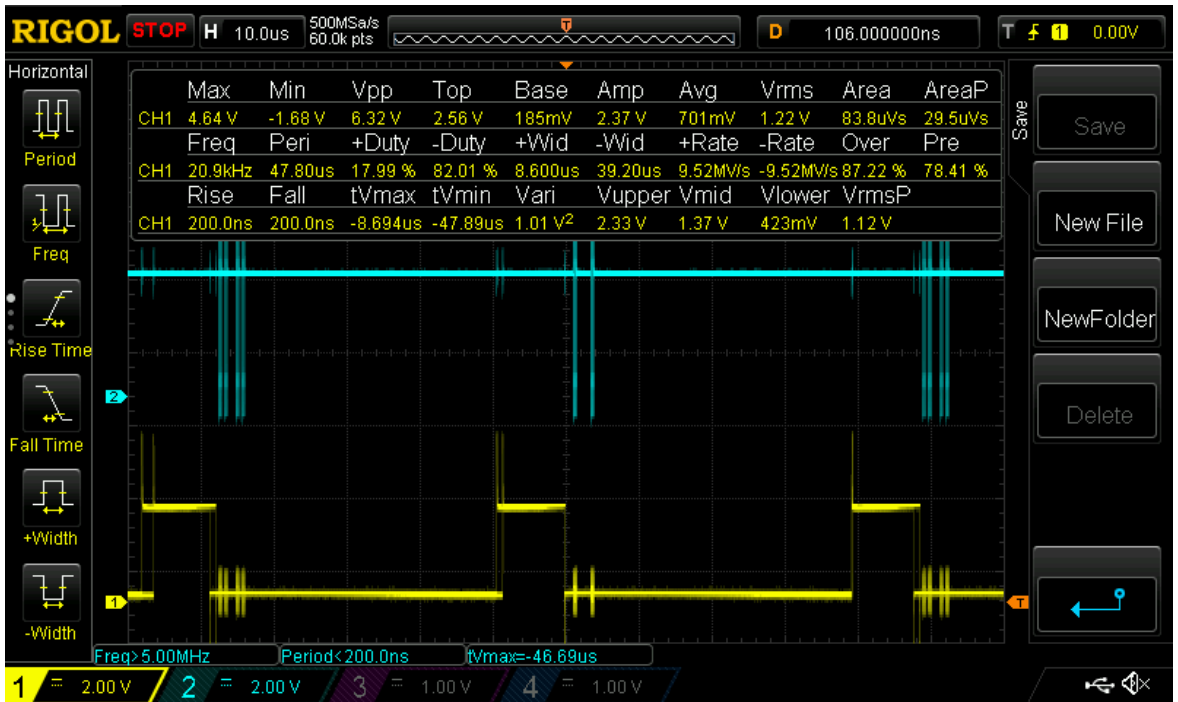 RIGOL STOP H 10.0us 500MSa/s 60.0k pts T D 106.000000ns T 1 0.00V
Horizontal
Period
Freq
Rise Time
Fall Time
+Width
-Width
Max Min Vpp Top Base Amp Avg Vrms Area AreaP
CH1 4.64 V -1.68 V 6.32 V 2.56 V 185mV 2.37 V 701mV 1.22 V 83.8uVs 29.5uVs
Freq Peri +Duty -Duty +Wid -Wid +Rate -Rate Over Pre
CH1 20.9kHz 47.80us 17.99 % 82.01 % 8.600us 39.20us 9.52MV/s -9.52MV/s 87.22 % 78.41 %
Rise Fall tVmax tVmin Vari Vupper Vmid Vlower VrmsP
CH1 200.0ns 200.0ns -8.694us -47.89us 1.01 V² 2.33 V 1.37 V 423mV 1.12 V
2
1
T
Save
Save
New File
NewFolder
Delete
Freq>5.00MHz Period<200.0ns tVmax=-46.69us
1 2.00 V 2 2.00 V 3 1.00 V 4 1.00 V